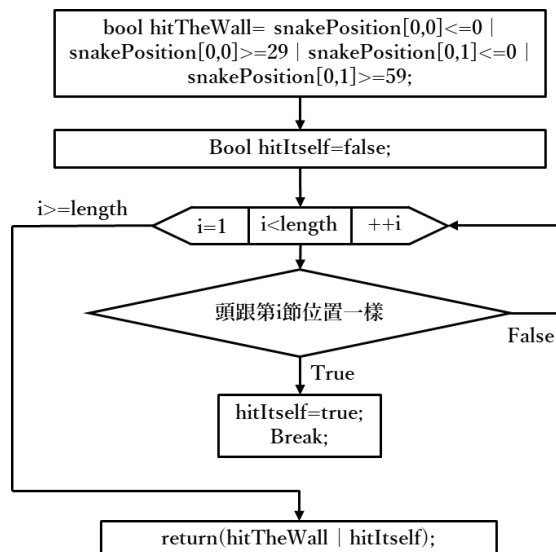 bool hitTheWall= snakePosition[0,0]<=0 |
snakePosition[0,0]>=29 | snakePosition[0,1]<=0 |
snakePosition[0,1]>=59;
Bool hitItself=false;
i>=length
i=1
i<length
++i
頭跟第i節位置一樣
False
True
hitItself=true;
Break;
return(hitTheWall | hitItself);